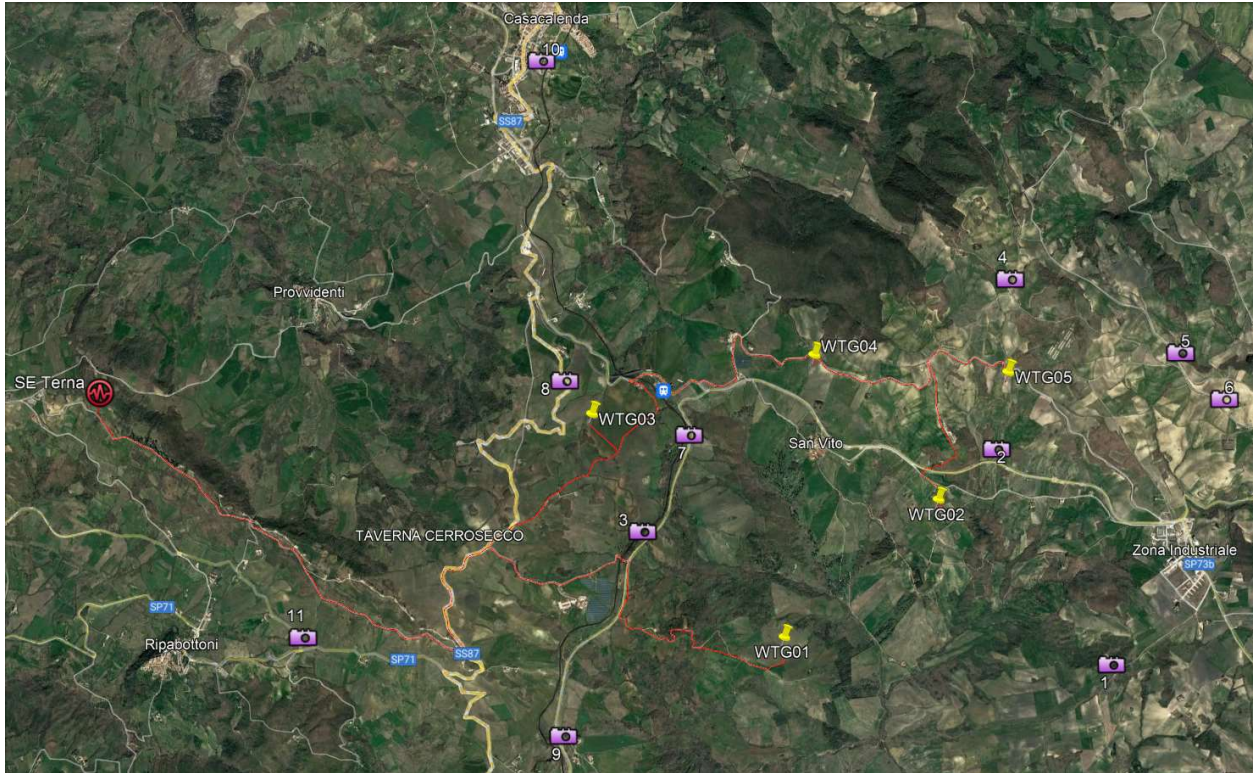 Casacalenda
10
SS87
4
Provvidenti
WTG04
5
SE Terna
WTG05
8
6
WTG03
7
San Vito
2
WTG02
3
TAVERNA CERROSECCO
Zona Industriale
SP73b
SP71
11
Ripabottoni
SS87
WTG01
SP71
1
9